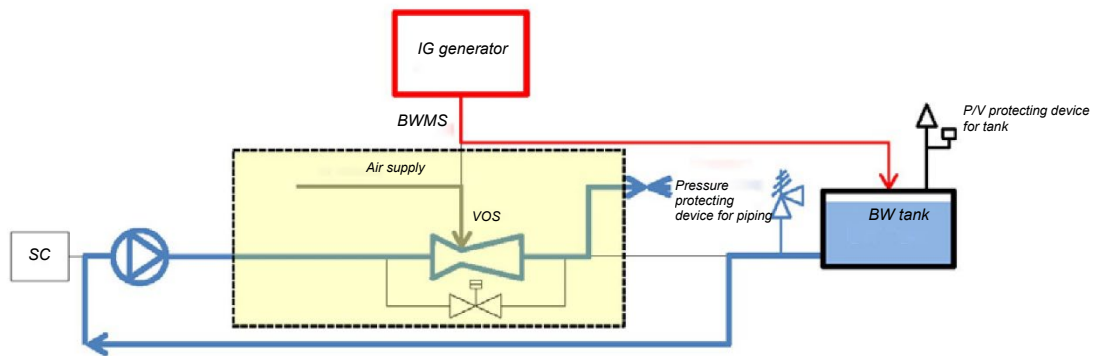 IG generator
BWMS
P/V protecting device
for tank
Air supply
Pressure
protecting
device for piping
VOS
BW tank
SC